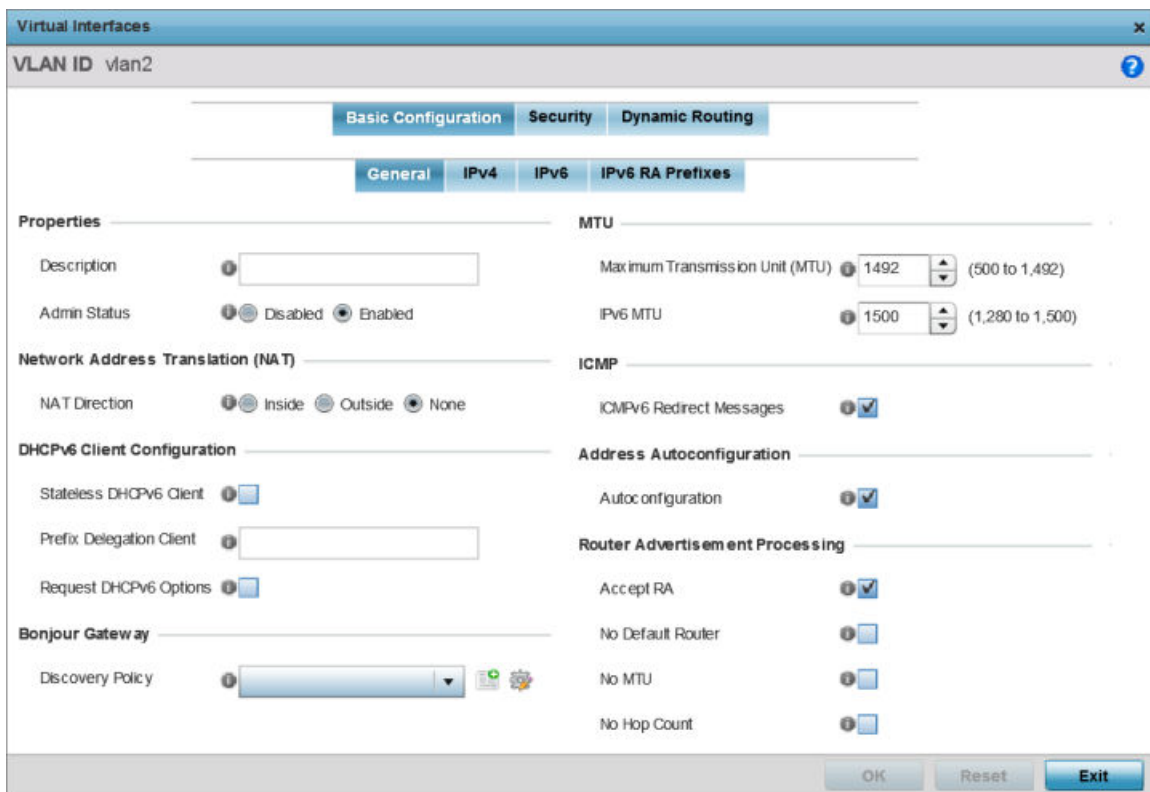 Virtual Interfaces
VLAN ID vlan2
Basic Configuration Security Dynamic Routing
General IPv4 IPv6 IPv6 RA Prefixes
Properties
Description
Admin Status Disabled Enabled
Network Address Translation (NAT)
NAT Direction Inside Outside None
DHCPv6 Client Configuration
Stateless DHCPv6 Client
Prefix Delegation Client
Request DHCPv6 Options
Bonjour Gateway
Discovery Policy
MTU
Maximum Transmission Unit (MTU) 1492 (500 to 1,492)
IPv6 MTU 1500 (1,280 to 1,500)
ICMP
ICMPv6 Redirect Messages
Address Autoconfiguration
Autoconfiguration
Router Advertisement Processing
Accept RA
No Default Router
No MTU
No Hop Count
OK Reset Exit